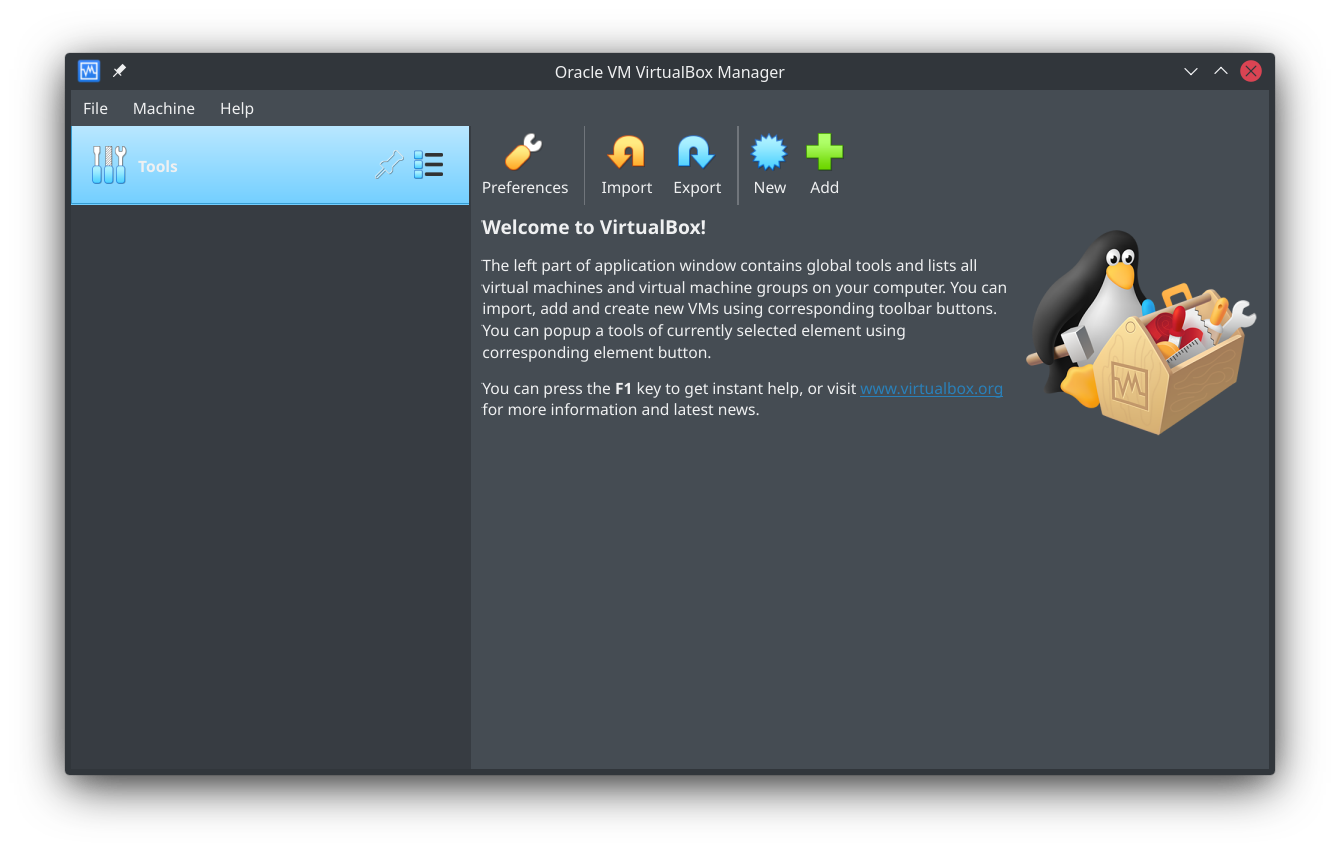 Oracle VM VirtualBox Manager
File Machine Help
Tools
Preferences Import Export New Add
Welcome to VirtualBox!
The left part of application window contains global tools and lists all
virtual machines and virtual machine groups on your computer. You can
import, add and create new VMs using corresponding toolbar buttons.
You can popup a tools of currently selected element using
corresponding element button.
You can press the F1 key to get instant help, or visit www.virtualbox.org
for more information and latest news.